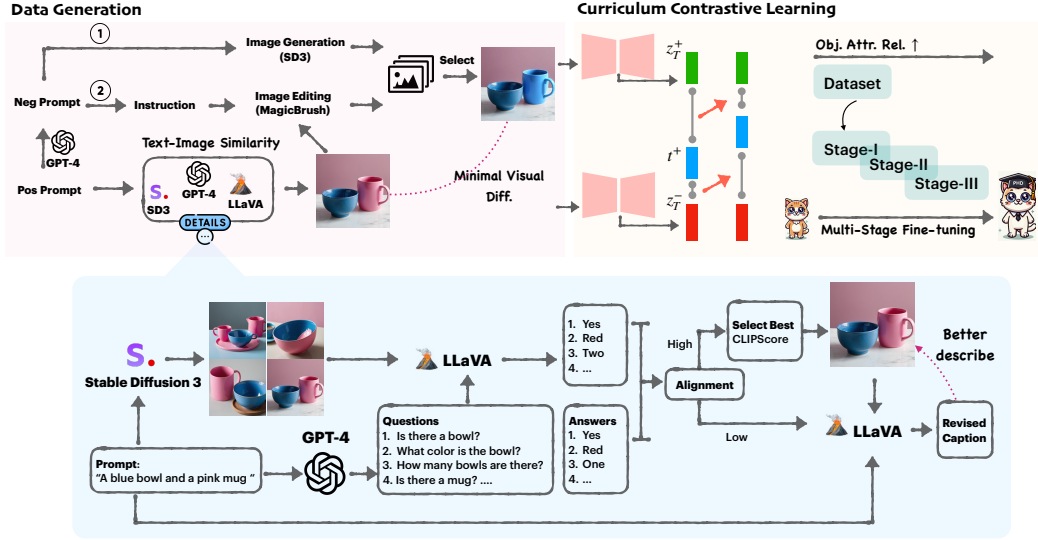 Data Generation
Curriculum Contrastive Learning
1
Image Generation
(SD3)
Select
Neg Prompt
2
Instruction
Image Editing
(MagicBrush)
GPT-4
Text-Image Similarity
Pos Prompt
S.
SD3
GPT-4
LLaVA
DETAILS
...
Minimal Visual
Diff.
z_T^+
t^+
z_T^-
Obj. Attr. Rel. ↑
Dataset
Stage-I
Stage-II
Stage-III
PHD
Multi-Stage Fine-tuning
S.
Stable Diffusion 3
LLaVA
1. Yes
2. Red
3. Two
4. ...
High
Select Best
CLIPScore
Better
describe
Alignment
Low
LLaVA
Revised
Caption
Prompt:
“A blue bowl and a pink mug ”
GPT-4
Questions
1. Is there a bowl?
2. What color is the bowl?
3. How many bowls are there?
4. Is there a mug? ....
Answers
1. Yes
2. Red
3. One
4. ...